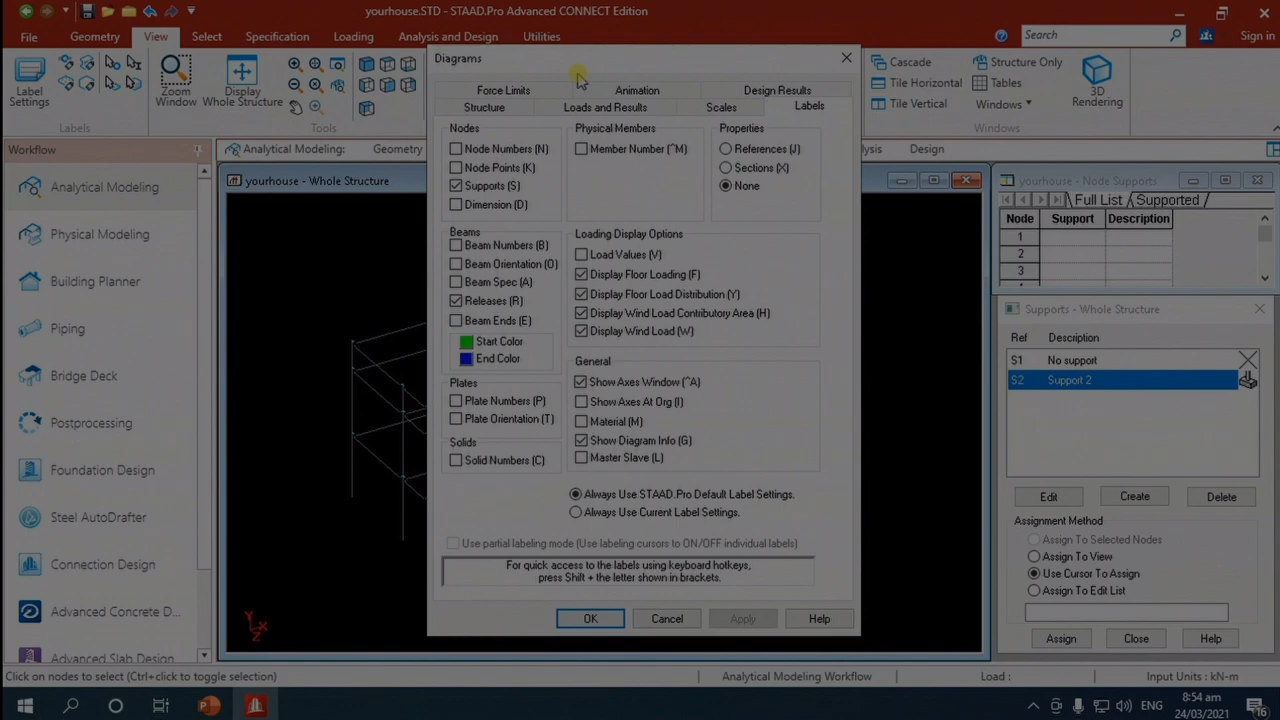 yourhouse.STD - STAAD.Pro Advanced CONNECT Edition
File Geometry View Select Specification Loading Analysis and Design Utilities
Search
Sign in
Label Settings
Labels
Zoom Window
Display Whole Structure
Tools
Cascade
Tile Horizontal
Tile Vertical
Structure Only
Tables
Windows
3D Rendering
Windows
Workflow
Analytical Modeling: Geometry
Design
Analytical Modeling
Physical Modeling
Building Planner
Piping
Bridge Deck
Postprocessing
Foundation Design
Steel AutoDrafter
Connection Design
Advanced Concrete D...
Advanced Slab Design
yourhouse - Whole Structure
Y
X
Z
Diagrams
Force Limits Animation Design Results
Structure Loads and Results Scales Labels
Nodes
Node Numbers (N)
Node Points (K)
Supports (S)
Dimension (D)
Physical Members
Member Number (^M)
Properties
References (J)
Sections (X)
None
Beams
Beam Numbers (B)
Beam Orientation (O)
Beam Spec (A)
Releases (R)
Beam Ends (E)
Start Color
End Color
Loading Display Options
Load Values (V)
Display Floor Loading (F)
Display Floor Load Distribution (Y)
Display Wind Load Contributory Area (H)
Display Wind Load (W)
Plates
Plate Numbers (P)
Plate Orientation (T)
Solids
Solid Numbers (C)
General
Show Axes Window (^A)
Show Axes At Org (I)
Material (M)
Show Diagram Info (G)
Master Slave (L)
Always Use STAAD.Pro Default Label Settings.
Always Use Current Label Settings.
Use partial labeling mode (Use labeling cursors to ON/OFF individual labels)
For quick access to the labels using keyboard hotkeys,
press Shift + the letter shown in brackets.
OK Cancel Apply Help
yourhouse - Node Supports
Full List Supported
Node Support Description
1
2
3
Supports - Whole Structure
Ref Description
S1 No support
S2 Support 2
Edit Create Delete
Assignment Method
Assign To Selected Nodes
Assign To View
Use Cursor To Assign
Assign To Edit List
Assign Close Help
Click on nodes to select (Ctrl+click to toggle selection)
Analytical Modeling Workflow
Load :
Input Units : kN-m
ENG
8:54 am
24/03/2021
16